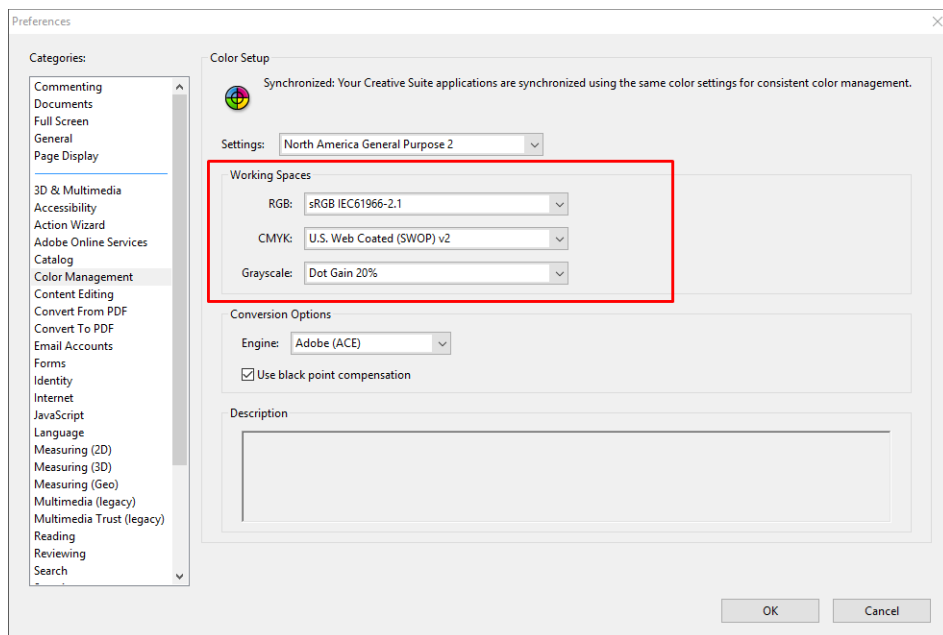 Preferences
Categories:
Commenting
Documents
Full Screen
General
Page Display
3D & Multimedia
Accessibility
Action Wizard
Adobe Online Services
Catalog
Color Management
Content Editing
Convert From PDF
Convert To PDF
Email Accounts
Forms
Identity
Internet
JavaScript
Language
Measuring (2D)
Measuring (3D)
Measuring (Geo)
Multimedia (legacy)
Multimedia Trust (legacy)
Reading
Reviewing
Search
Color Setup
Synchronized: Your Creative Suite applications are synchronized using the same color settings for consistent color management.
Settings: North America General Purpose 2
Working Spaces
RGB: sRGB IEC61966-2.1
CMYK: U.S. Web Coated (SWOP) v2
Grayscale: Dot Gain 20%
Conversion Options
Engine: Adobe (ACE)
Use black point compensation
Description
OK Cancel